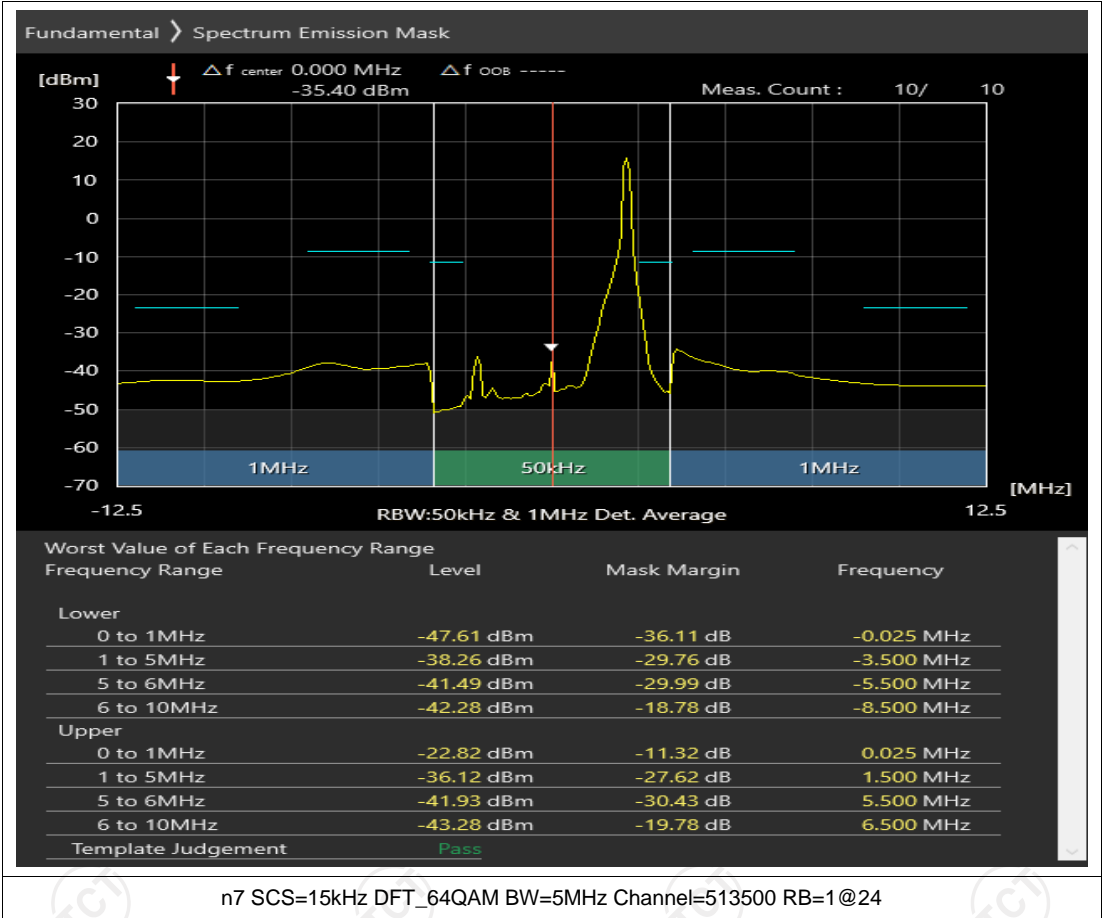 Fundamental ❯ Spectrum Emission Mask
[dBm] △f center 0.000 MHz △f OOB -----
-35.40 dBm Meas. Count : 10/ 10
30
20
10
0
-10
-20
-30
-40
-50
-60
1MHz 50kHz 1MHz
-70
[MHz]
-12.5 RBW:50kHz & 1MHz Det. Average 12.5
Worst Value of Each Frequency Range
Frequency Range Level Mask Margin Frequency
Lower
0 to 1MHz -47.61 dBm -36.11 dB -0.025 MHz
1 to 5MHz -38.26 dBm -29.76 dB -3.500 MHz
5 to 6MHz -41.49 dBm -29.99 dB -5.500 MHz
6 to 10MHz -42.28 dBm -18.78 dB -8.500 MHz
Upper
0 to 1MHz -22.82 dBm -11.32 dB 0.025 MHz
1 to 5MHz -36.12 dBm -27.62 dB 1.500 MHz
5 to 6MHz -41.93 dBm -30.43 dB 5.500 MHz
6 to 10MHz -43.28 dBm -19.78 dB 6.500 MHz
Template Judgement Pass
n7 SCS=15kHz DFT_64QAM BW=5MHz Channel=513500 RB=1@24
TCT TCT TCT TCT